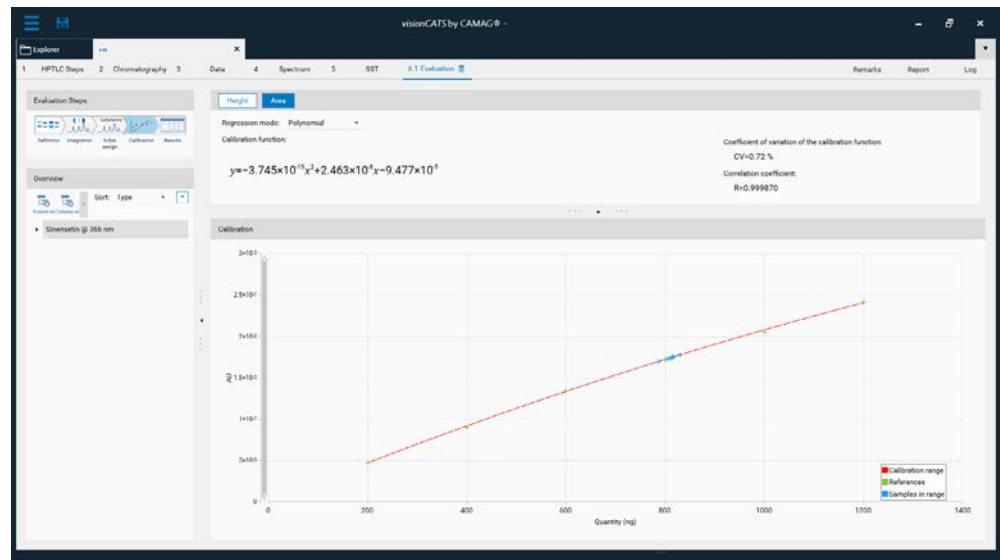 visionCATS by CAMAG® -
Explorer
1 HPTLC Steps 2 Chromatography 3 Data 4 Spectrum 5 SST 6.1 Evaluation Remarks Report Log
Evaluation Steps
Definition Integration Subst. assign. Calibration Results
Height Area
Regression mode: Polynomial
Calibration function:
y=−3.745×10⁻¹⁵x²+2.463×10⁻⁸x−9.477×10⁻⁵
Coefficient of variation of the calibration function:
CV=0.72 %
Correlation coefficient:
R=0.999870
Overview
Sort: Type
Sinensetin @ 366 nm
Calibration
AU
0
0 200 400 600 800 1000 1200 1400
Quantity (ng)
Calibration range
References
Samples in range